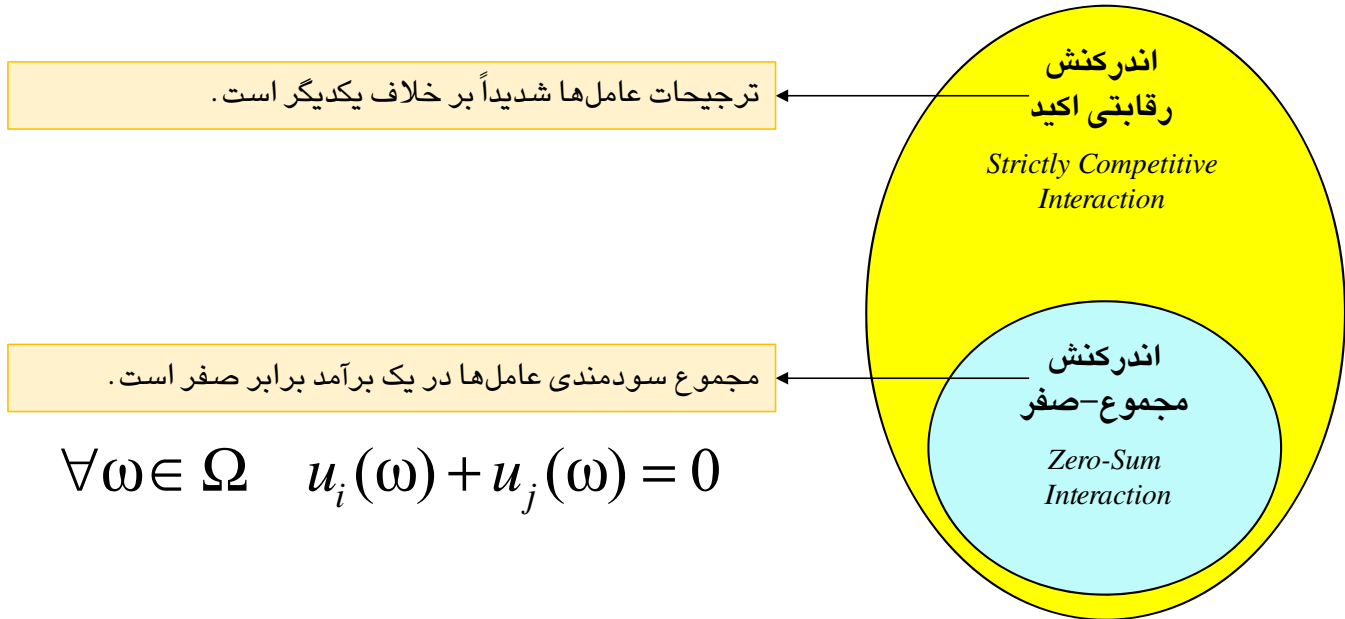 اندرکنش
رقابتی اکید
Strictly Competitive
Interaction
ترجیحات عامل‌ها شدیداً بر خلاف یکدیگر است.
اندرکنش
مجموع-صفر
Zero-Sum
Interaction
مجموع سودمندی عامل‌ها در یک برآمد برابر صفر است.
∀ω∈ Ω u_i(ω) + u_j(ω) = 0